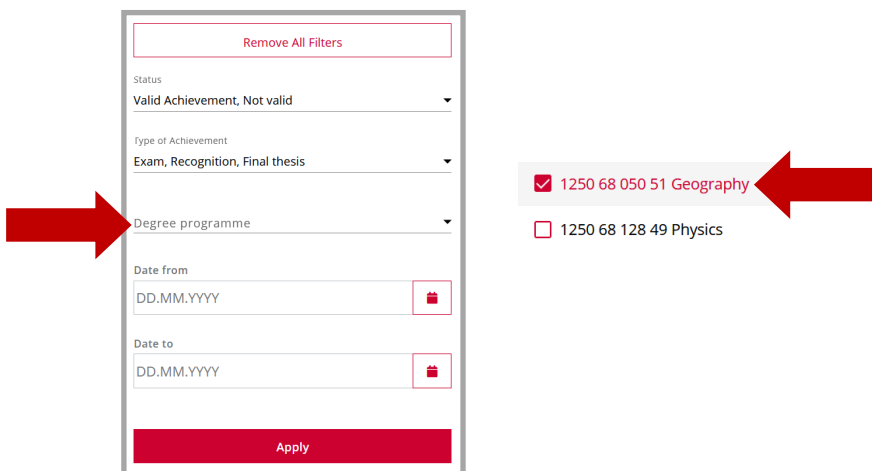 Remove All Filters
Status
Valid Achievement, Not valid
Type of Achievement
Exam, Recognition, Final thesis
Degree programme
Date from
DD.MM.YYYY
Date to
DD.MM.YYYY
Apply
1250 68 050 51 Geography
1250 68 128 49 Physics